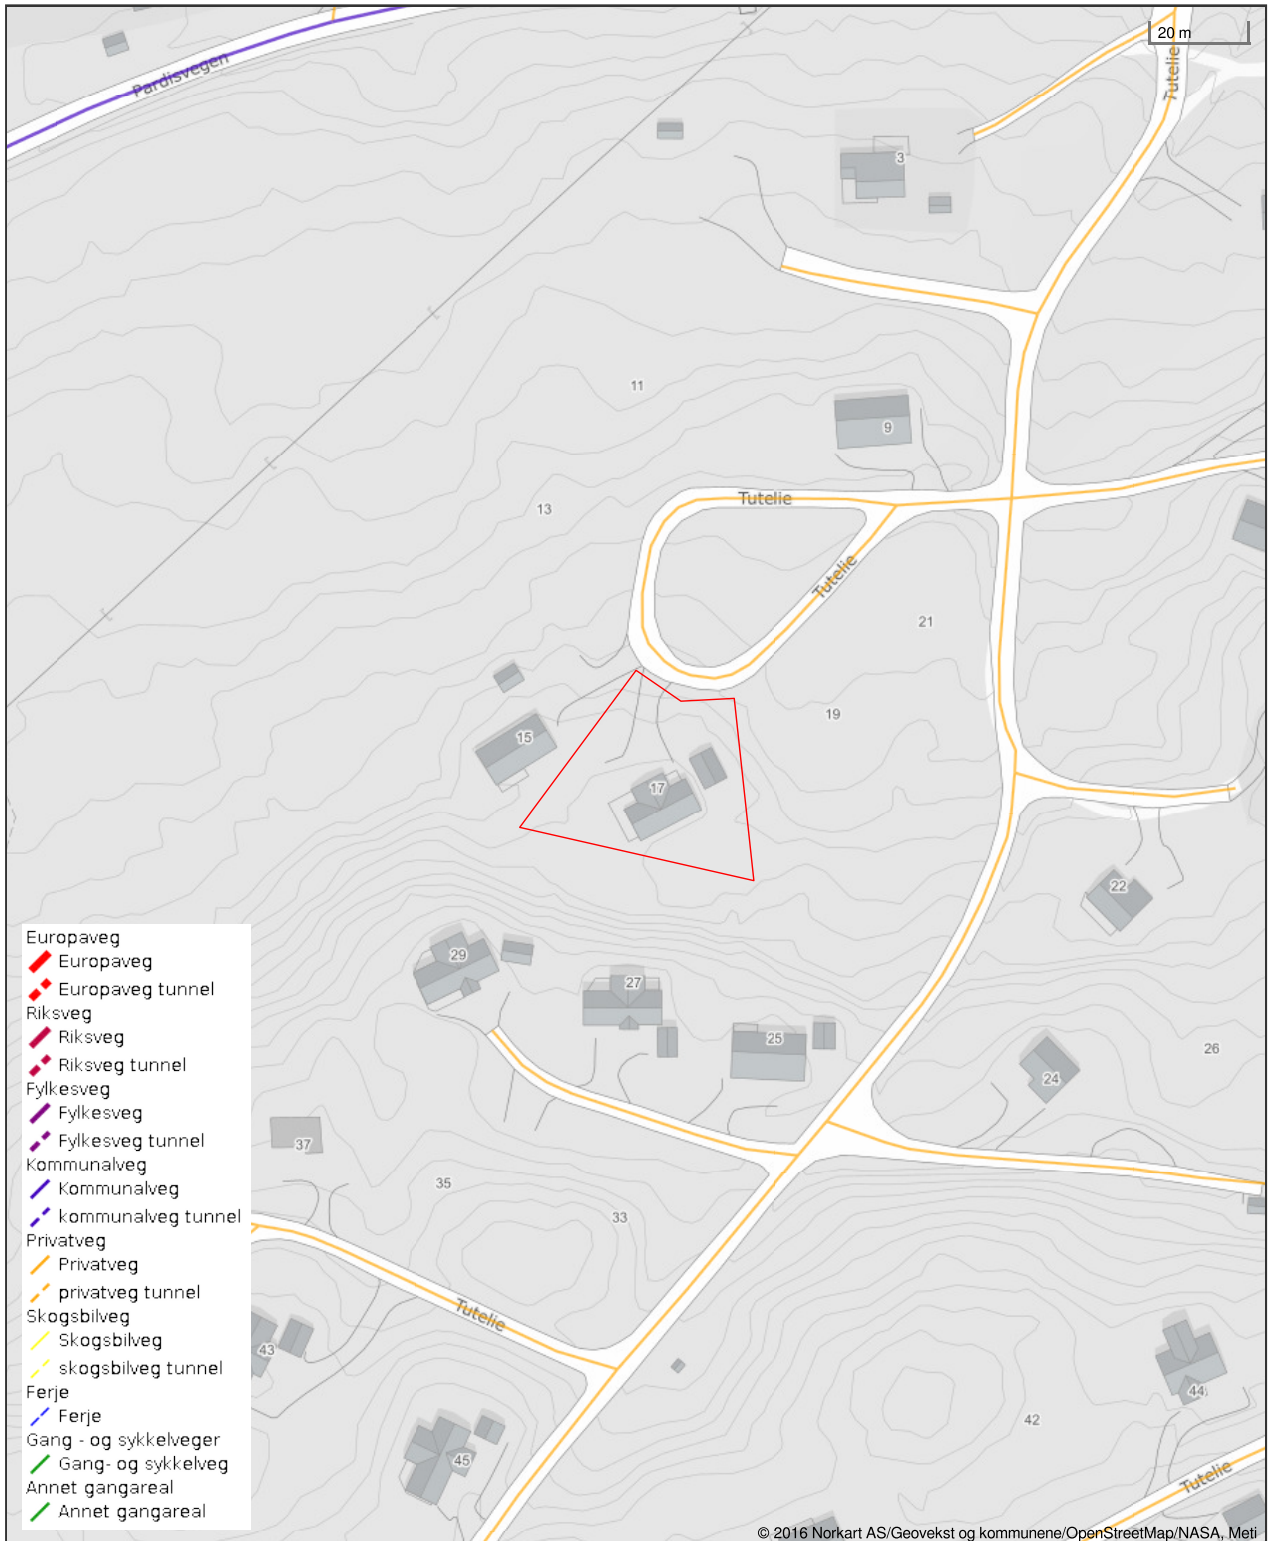 20 m
Pardisvegen
Tutelie
3
11
9
Tutelie
13
Tutelie
21
19
15
17
22
29
27
25
26
24
37
35
33
Tutelie
43
44
42
45
Tutelie
Europaveg
Europaveg
Europaveg tunnel
Riksveg
Riksveg
Riksveg tunnel
Fylkesveg
Fylkesveg
Fylkesveg tunnel
Kommunalveg
Kommunalveg
kommunalveg tunnel
Privatveg
Privatveg
privatveg tunnel
Skogsbilveg
Skogsbilveg
skogsbilveg tunnel
Ferje
Ferje
Gang - og sykkelveger
Gang- og sykkelveg
Annet gangareal
Annet gangareal
© 2016 Norkart AS/Geovekst og kommunene/OpenStreetMap/NASA, Meti